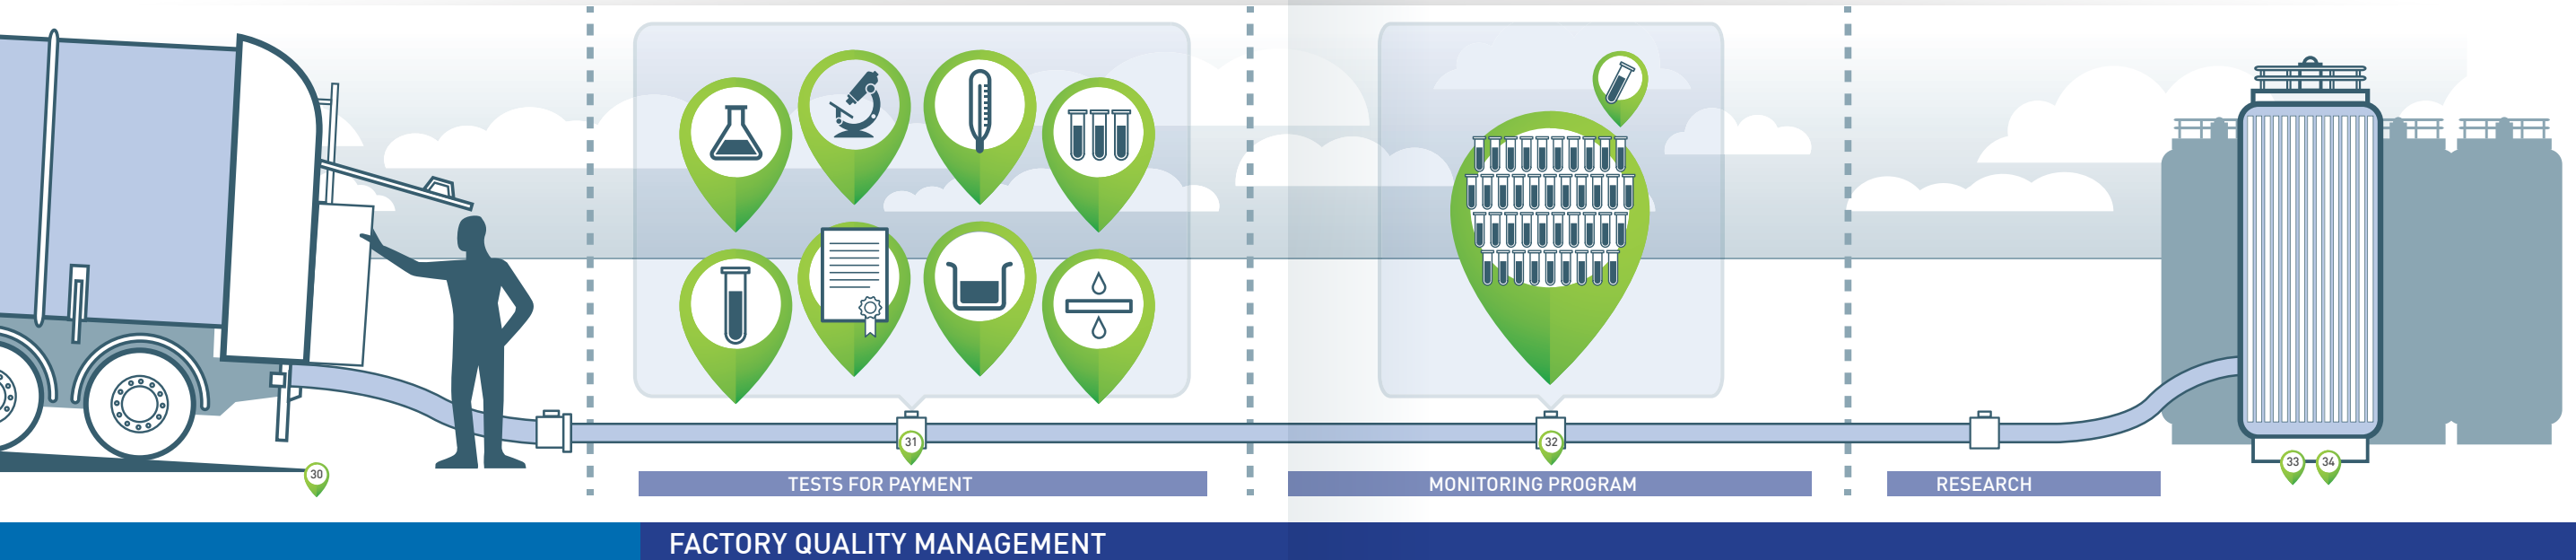 30
31
32
33
34
TESTS FOR PAYMENT
MONITORING PROGRAM
RESEARCH
FACTORY QUALITY MANAGEMENT